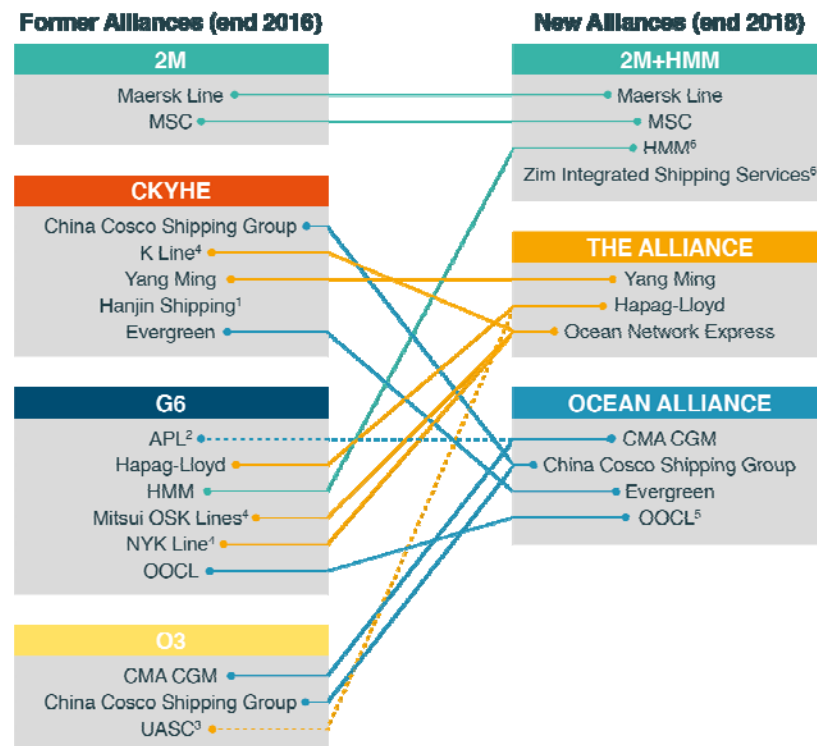 Former Alliances (end 2016)
2M
Maersk Line
MSC
CKYHE
China Cosco Shipping Group
K Line⁴
Yang Ming
Hanjin Shipping¹
Evergreen
G6
APL²
Hapag-Lloyd
HMM
Mitsui OSK Lines⁴
NYK Line⁴
OOCL
O3
CMA CGM
China Cosco Shipping Group
UASC³
New Alliances (end 2018)
2M+HMM
Maersk Line
MSC
HMM⁶
Zim Integrated Shipping Services⁶
THE ALLIANCE
Yang Ming
Hapag-Lloyd
Ocean Network Express
OCEAN ALLIANCE
CMA CGM
China Cosco Shipping Group
Evergreen
OOCL⁵